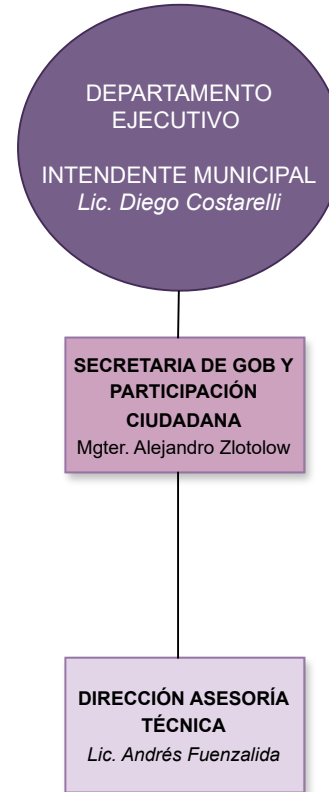 DEPARTAMENTO
EJECUTIVO
INTENDENTE MUNICIPAL
Lic. Diego Costarelli
SECRETARIA DE GOB Y
PARTICIPACIÓN
CIUDADANA
Mgter. Alejandro Zlotolow
DIRECCIÓN ASESORÍA
TÉCNICA
Lic. Andrés Fuenzalida